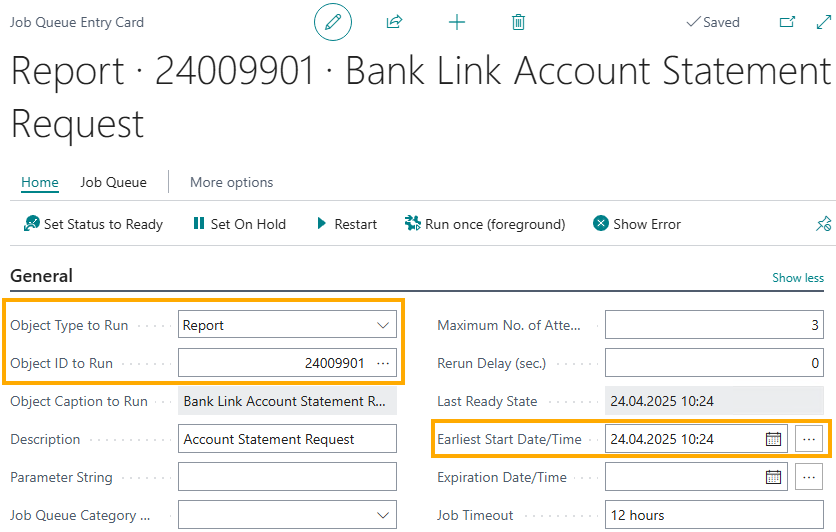 Job Queue Entry Card
Saved
Report · 24009901 · Bank Link Account Statement
Request
Home Job Queue More options
Set Status to Ready Set On Hold Restart Run once (foreground) Show Error
General Show less
Object Type to Run Report
Object ID to Run 24009901 ...
Object Caption to Run Bank Link Account Statement R...
Description Account Statement Request
Parameter String
Job Queue Category ...
Maximum No. of Atte... 3
Rerun Delay (sec.) 0
Last Ready State 24.04.2025 10:24
Earliest Start Date/Time 24.04.2025 10:24 ...
Expiration Date/Time ...
Job Timeout 12 hours